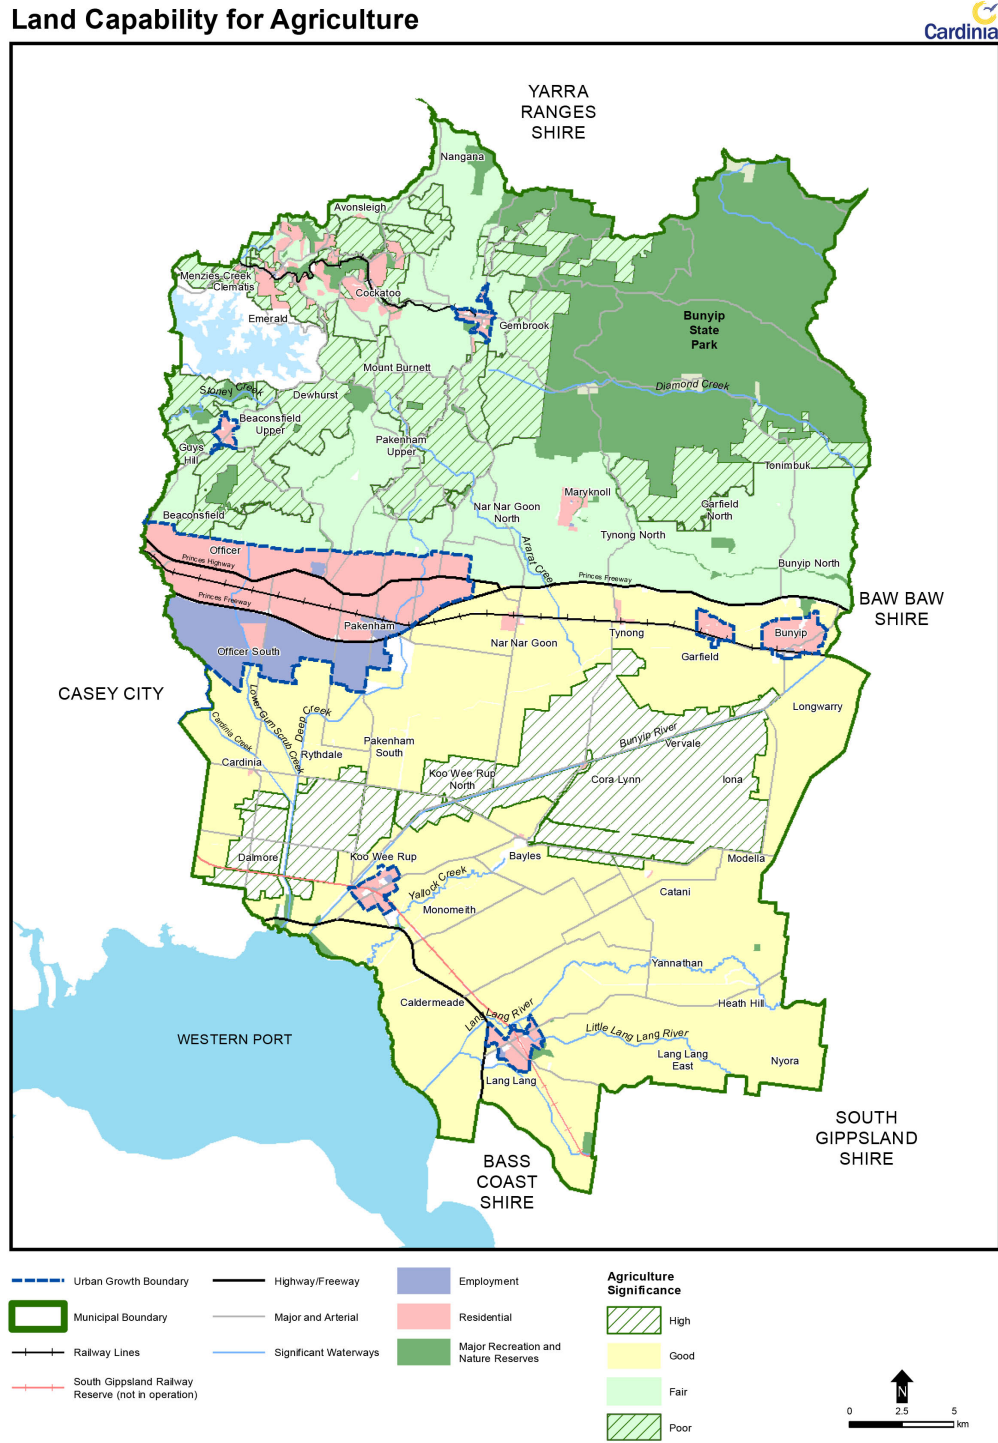 Land Capability for Agriculture
Cardinia
YARRA
RANGES
SHIRE
Nangana
Avonsleigh
Menzies Creek
Clematis
Cockatoo
Emerald
Gembrook
Bunyip
State
Park
Mount Burnett
Stoney Creek
Dewhurst
Diamond Creek
Beaconsfield
Upper
Guys
Hill
Pakenham
Upper
Tonimbuk
Maryknoll
Nar Nar Goon
North
Garfield
North
Beaconsfield
Tynong North
Ararat Creek
Officer
Princes Highway
Bunyip North
Princes Freeway
Princes Freeway
BAW BAW
SHIRE
Pakenham
Nar Nar Goon
Tynong
Bunyip
Officer South
Garfield
CASEY CITY
Lower Gum Scrub Creek
Deep Creek
Cardinia Creek
Longwarry
Bunyip River
Vervale
Pakenham
South
Rythdale
Cardinia
Koo Wee Rup
North
Cora Lynn
Iona
Dalmore
Koo Wee Rup
Bayles
Modella
Yallock Creek
Catani
Monomeith
Yannathan
Caldermeade
Heath Hill
Lang Lang River
Little Lang Lang River
WESTERN PORT
Lang Lang
East
Nyora
Lang Lang
SOUTH
GIPPSLAND
SHIRE
BASS
COAST
SHIRE
Urban Growth Boundary
Municipal Boundary
Railway Lines
South Gippsland Railway
Reserve (not in operation)
Highway/Freeway
Major and Arterial
Significant Waterways
Employment
Residential
Major Recreation and
Nature Reserves
Agriculture
Significance
High
Good
Fair
Poor
N
0 2.5 5
km